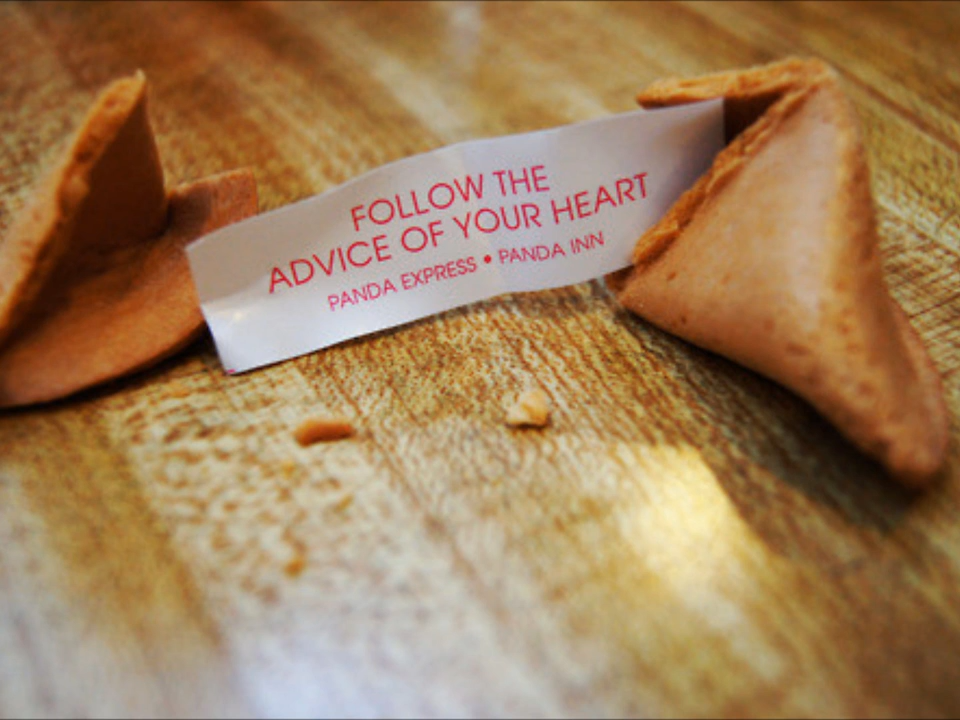 FOLLOW THE
ADVICE OF YOUR HEART
PANDA EXPRESS • PANDA INN